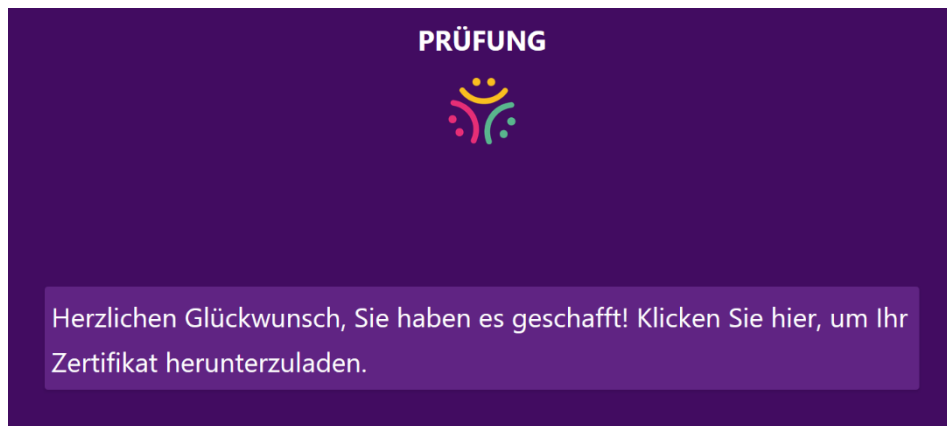 PRÜFUNG
Herzlichen Glückwunsch, Sie haben es geschafft! Klicken Sie hier, um Ihr
Zertifikat herunterzuladen.